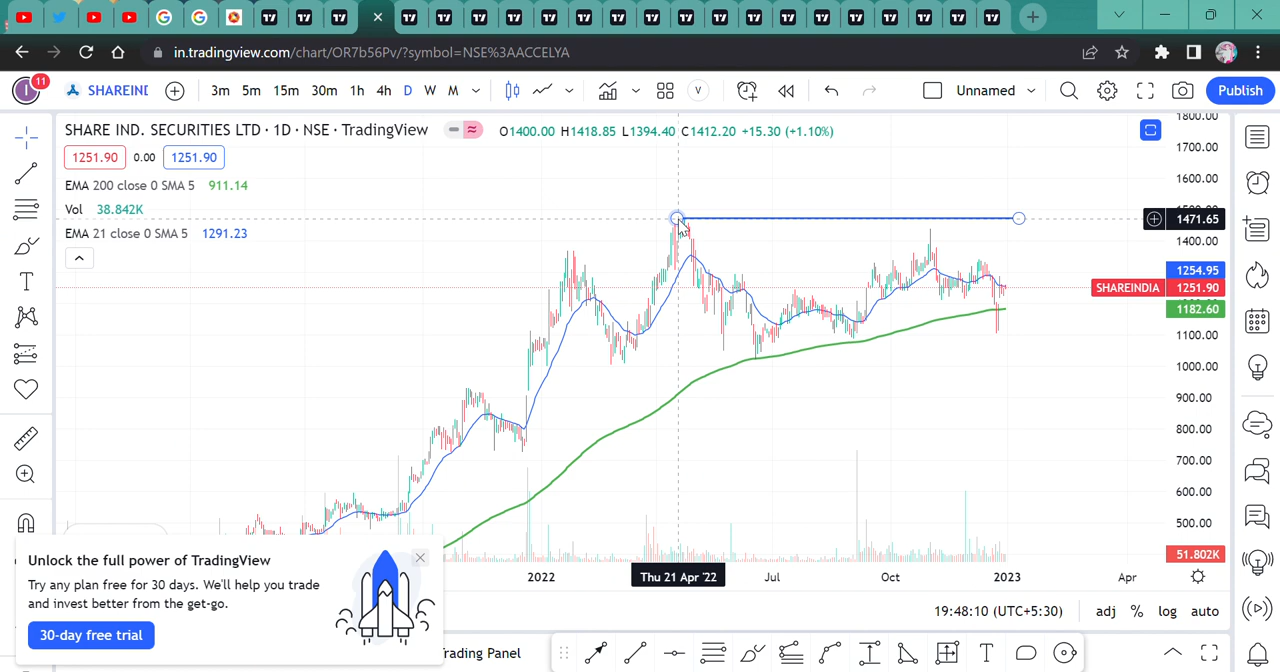 in.tradingview.com/chart/OR7b56Pv/?symbol=NSE%3AACCELYA
11
SHAREIND
3m 5m 15m 30m 1h 4h D W M
V
Unnamed
Publish
SHARE IND. SECURITIES LTD · 1D · NSE · TradingView
O1400.00 H1418.85 L1394.40 C1412.20 +15.30 (+1.10%)
1251.90 0.00 1251.90
EMA 200 close 0 SMA 5 911.14
Vol 38.842K
EMA 21 close 0 SMA 5 1291.23
1800.00
1700.00
1600.00
1471.65
1400.00
1254.95
SHAREINDIA 1251.90
1182.60
1100.00
1000.00
900.00
800.00
700.00
600.00
500.00
51.802K
2022 Thu 21 Apr '22 Jul Oct 2023 Apr
Unlock the full power of TradingView
Try any plan free for 30 days. We'll help you trade
and invest better from the get-go.
30-day free trial
19:48:10 (UTC+5:30) adj % log auto
Trading Panel